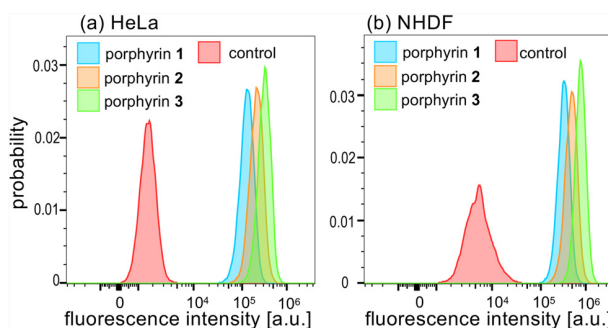 (a) HeLa
porphyrin 1
control
porphyrin 2
porphyrin 3
0.03
0.02
0.01
0
probability
0
10⁴
10⁵
10⁶
fluorescence intensity [a.u.]
(b) NHDF
porphyrin 1
control
porphyrin 2
porphyrin 3
0.03
0.02
0.01
0
0
10⁴
10⁵
10⁶
fluorescence intensity [a.u.]